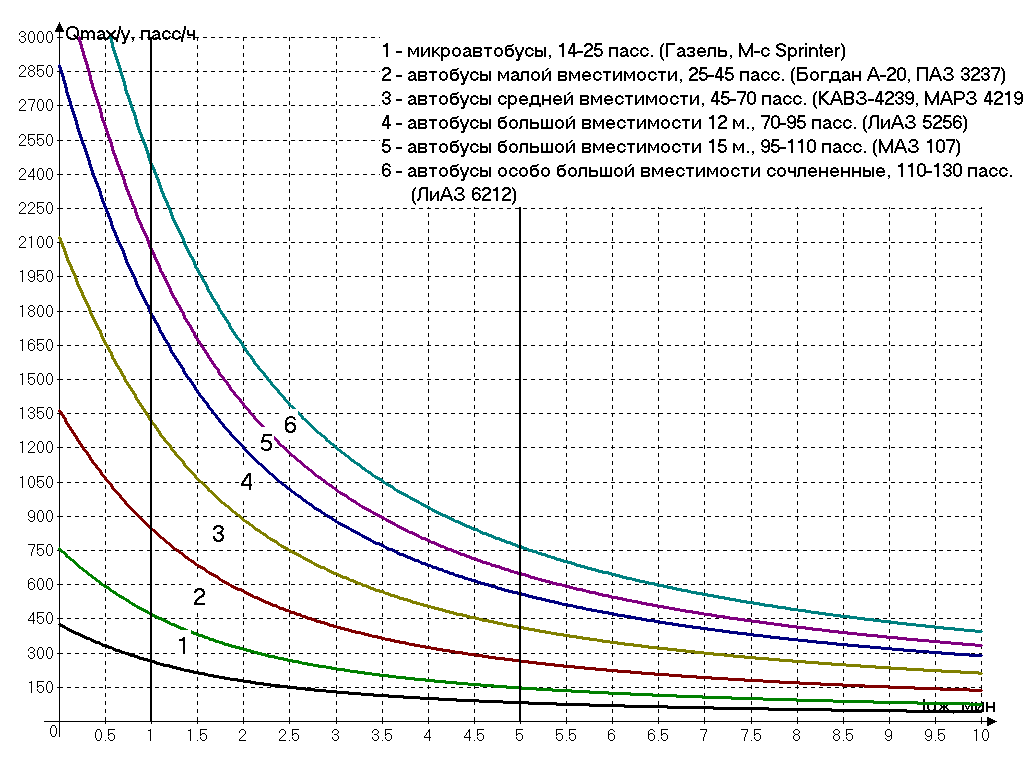 Qmax/y, пасс/ч.
1 - микроавтобусы, 14-25 пасс. (Газель, М-с Sprinter)
2 - автобусы малой вместимости, 25-45 пасс. (Богдан А-20, ПАЗ 3237)
3 - автобусы средней вместимости, 45-70 пасс. (КАВЗ-4239, МАРЗ 4219
4 - автобусы большой вместимости 12 м., 70-95 пасс. (ЛиАЗ 5256)
5 - автобусы большой вместимости 15 м., 95-110 пасс. (МАЗ 107)
6 - автобусы особо большой вместимости сочлененные, 110-130 пасс.
(ЛиАЗ 6212)
3000
2850
2700
2550
2400
2250
2100
1950
1800
1650
1500
1350
1200
1050
900
750
600
450
300
150
6
5
4
3
2
1
tож, мин
0 0.5 1 1.5 2 2.5 3 3.5 4 4.5 5 5.5 6 6.5 7 7.5 8 8.5 9 9.5 10